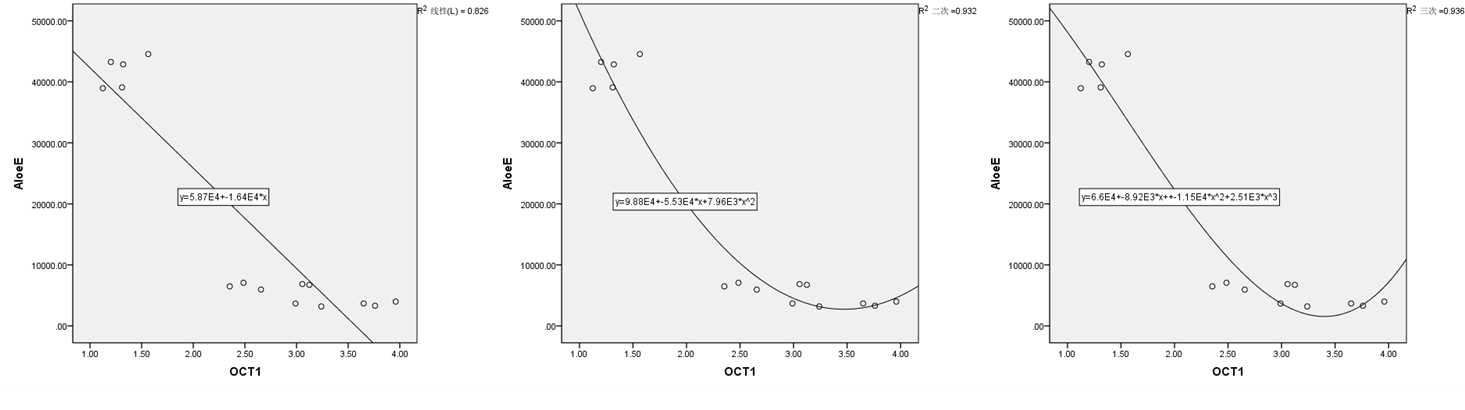 R² 线性(L) = 0.826
50000.00
40000.00
30000.00
20000.00
10000.00
.00
AloeE
y=5.87E4+-1.64E4*x
1.00 1.50 2.00 2.50 3.00 3.50 4.00
OCT1
R² 二次 =0.932
50000.00
40000.00
30000.00
20000.00
10000.00
.00
AloeE
y=9.88E4+-5.53E4*x+7.96E3*x^2
1.00 1.50 2.00 2.50 3.00 3.50 4.00
OCT1
R² 三次 =0.936
50000.00
40000.00
30000.00
20000.00
10000.00
.00
AloeE
y=6.6E4+-8.92E3*x++-1.15E4*x^2+2.51E3*x^3
1.00 1.50 2.00 2.50 3.00 3.50 4.00
OCT1